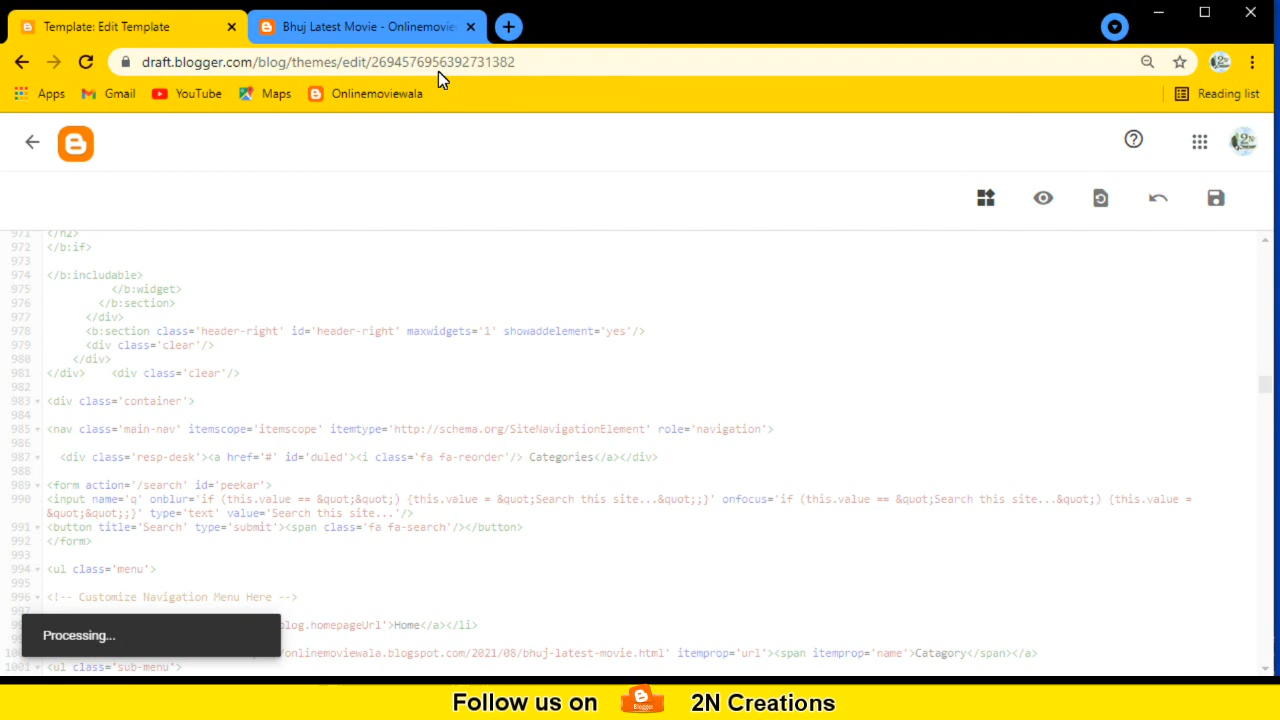 Template: Edit Template
Bhuj Latest Movie - Onlinemovie
draft.blogger.com/blog/themes/edit/2694576956392731382
Apps Gmail YouTube Maps Onlinemoviewala Reading list
971 </h2>
972 </b:if>
973
974 </b:includable>
975 </b:widget>
976 </b:section>
977 </div>
978 <b:section class='header-right' id='header-right' maxwidgets='1' showaddelement='yes'/>
979 <div class='clear'/>
980 </div>
981 </div> <div class='clear'/>
982
983 <div class='container'>
984
985 <nav class='main-nav' itemscope='itemscope' itemtype='http://schema.org/SiteNavigationElement' role='navigation'>
986
987 <div class='resp-desk'><a href='#' id='duled'><i class='fa fa-reorder'/> Categories</a></div>
988
989 <form action='/search' id='peekar'>
990 <input name='q' onblur='if (this.value == &quot;&quot;) {this.value = &quot;Search this site...&quot;;}' onfocus='if (this.value == &quot;Search this site...&quot;) {this.value =
&quot;&quot;;}' type='text' value='Search this site...'/>
991 <button title='Search' type='submit'><span class='fa fa-search'/></button>
992 </form>
993
994 <ul class='menu'>
995
996 <!-- Customize Navigation Menu Here -->
blog.homepageUrl'>Home</a></li>
Processing...
onlinemoviewala.blogspot.com/2021/08/bhuj-latest-movie.html' itemprop='url'><span itemprop='name'>Catagory</span></a>
1001 <ul class='sub-menu'>
Follow us on Blogger 2N Creations